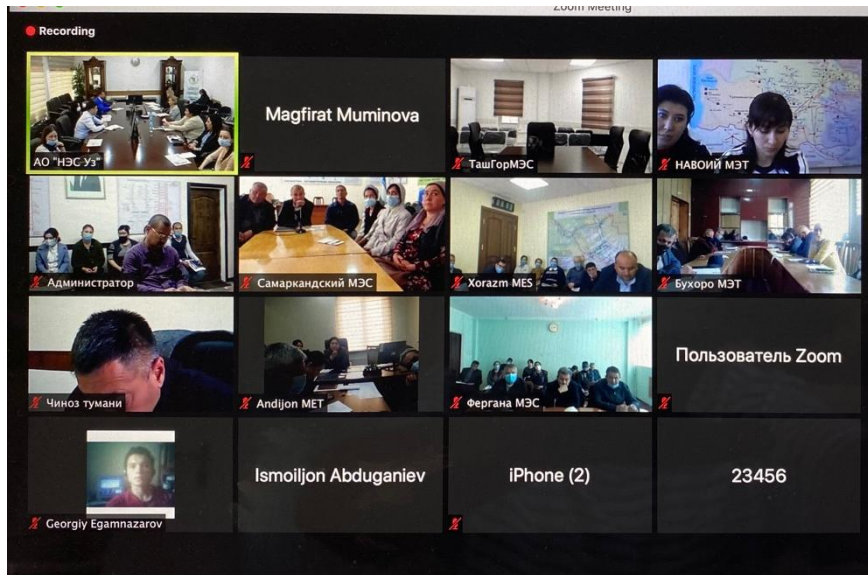 Zoom Meeting
Recording
АО "НЭС Уз"
Magfirat Muminova
ТашГорМЭС
НАВОИЙ МЭТ
Администратор
Самаркандский МЭС
Xorazm MES
Бухоро МЭТ
Чиноз тумани
Andijon MET
Фергана МЭС
Пользователь Zoom
Georgiy Egamnazarov
Ismoiljon Abduganiev
iPhone (2)
23456